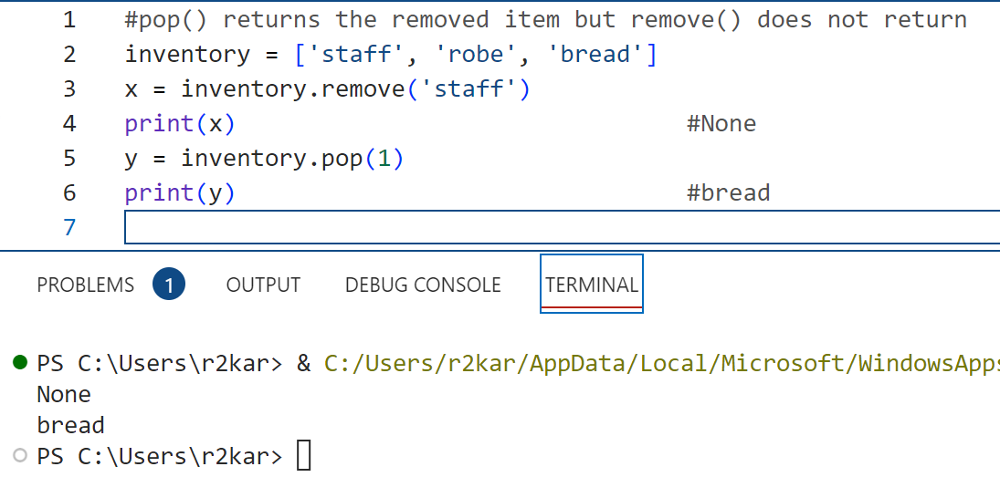 1 #pop() returns the removed item but remove() does not return
2 inventory = ['staff', 'robe', 'bread']
3 x = inventory.remove('staff')
4 print(x) #None
5 y = inventory.pop(1)
6 print(y) #bread
7
PROBLEMS 1 OUTPUT DEBUG CONSOLE TERMINAL
PS C:\Users\r2kar> & C:/Users/r2kar/AppData/Local/Microsoft/WindowsApps
None
bread
PS C:\Users\r2kar>